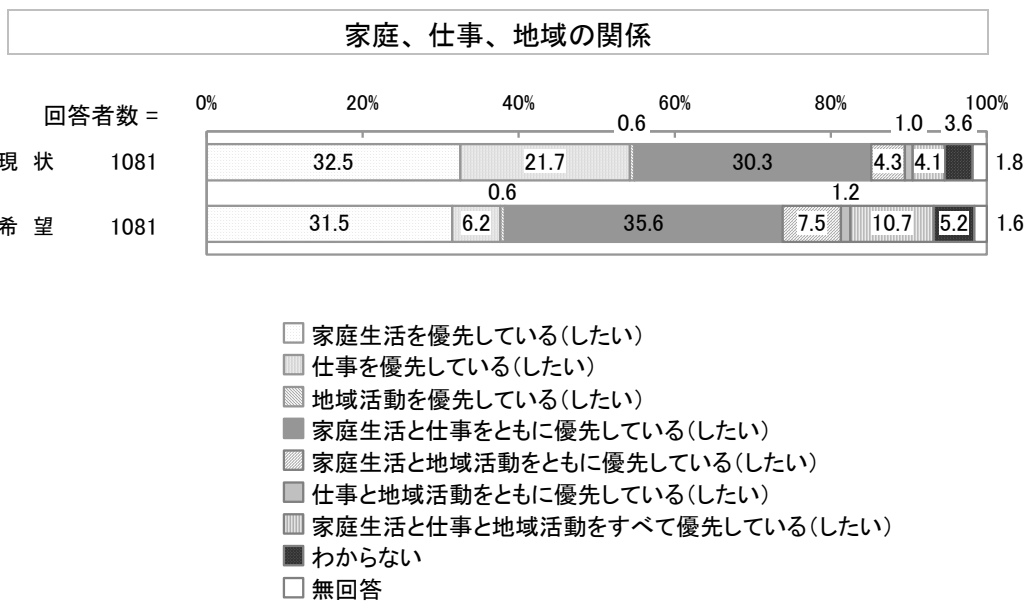 家庭、仕事、地域の関係
回答者数 =
0% 20% 40% 60% 80% 100%
0.6 1.0 3.6
現 状 1081 32.5 21.7 30.3 4.3 4.1 1.8
0.6 1.2
希 望 1081 31.5 6.2 35.6 7.5 10.7 5.2 1.6
家庭生活を優先している(したい)
仕事を優先している(したい)
地域活動を優先している(したい)
家庭生活と仕事をともに優先している(したい)
家庭生活と地域活動をともに優先している(したい)
仕事と地域活動をともに優先している(したい)
家庭生活と仕事と地域活動をすべて優先している(したい)
わからない
無回答